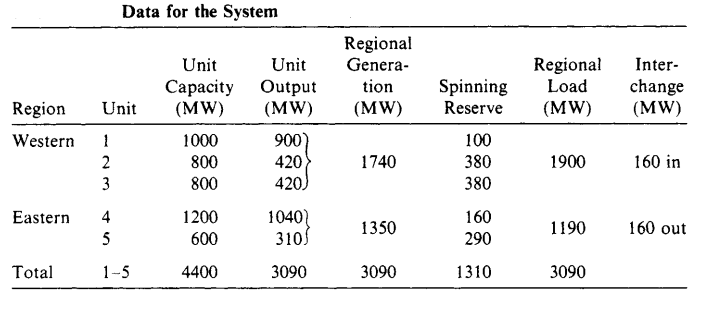 Data for the System
Regional
Unit Unit Genera- Regional Inter-
Capacity Output tion Spinning Load change
Region Unit (MW) (MW) (MW) Reserve (MW) (MW)
Western 1 1000 900 100
2 800 420 1740 380 1900 160 in
3 800 420 380
Eastern 4 1200 1040 1350 160 1190 160 out
5 600 310 290
Total 1–5 4400 3090 3090 1310 3090